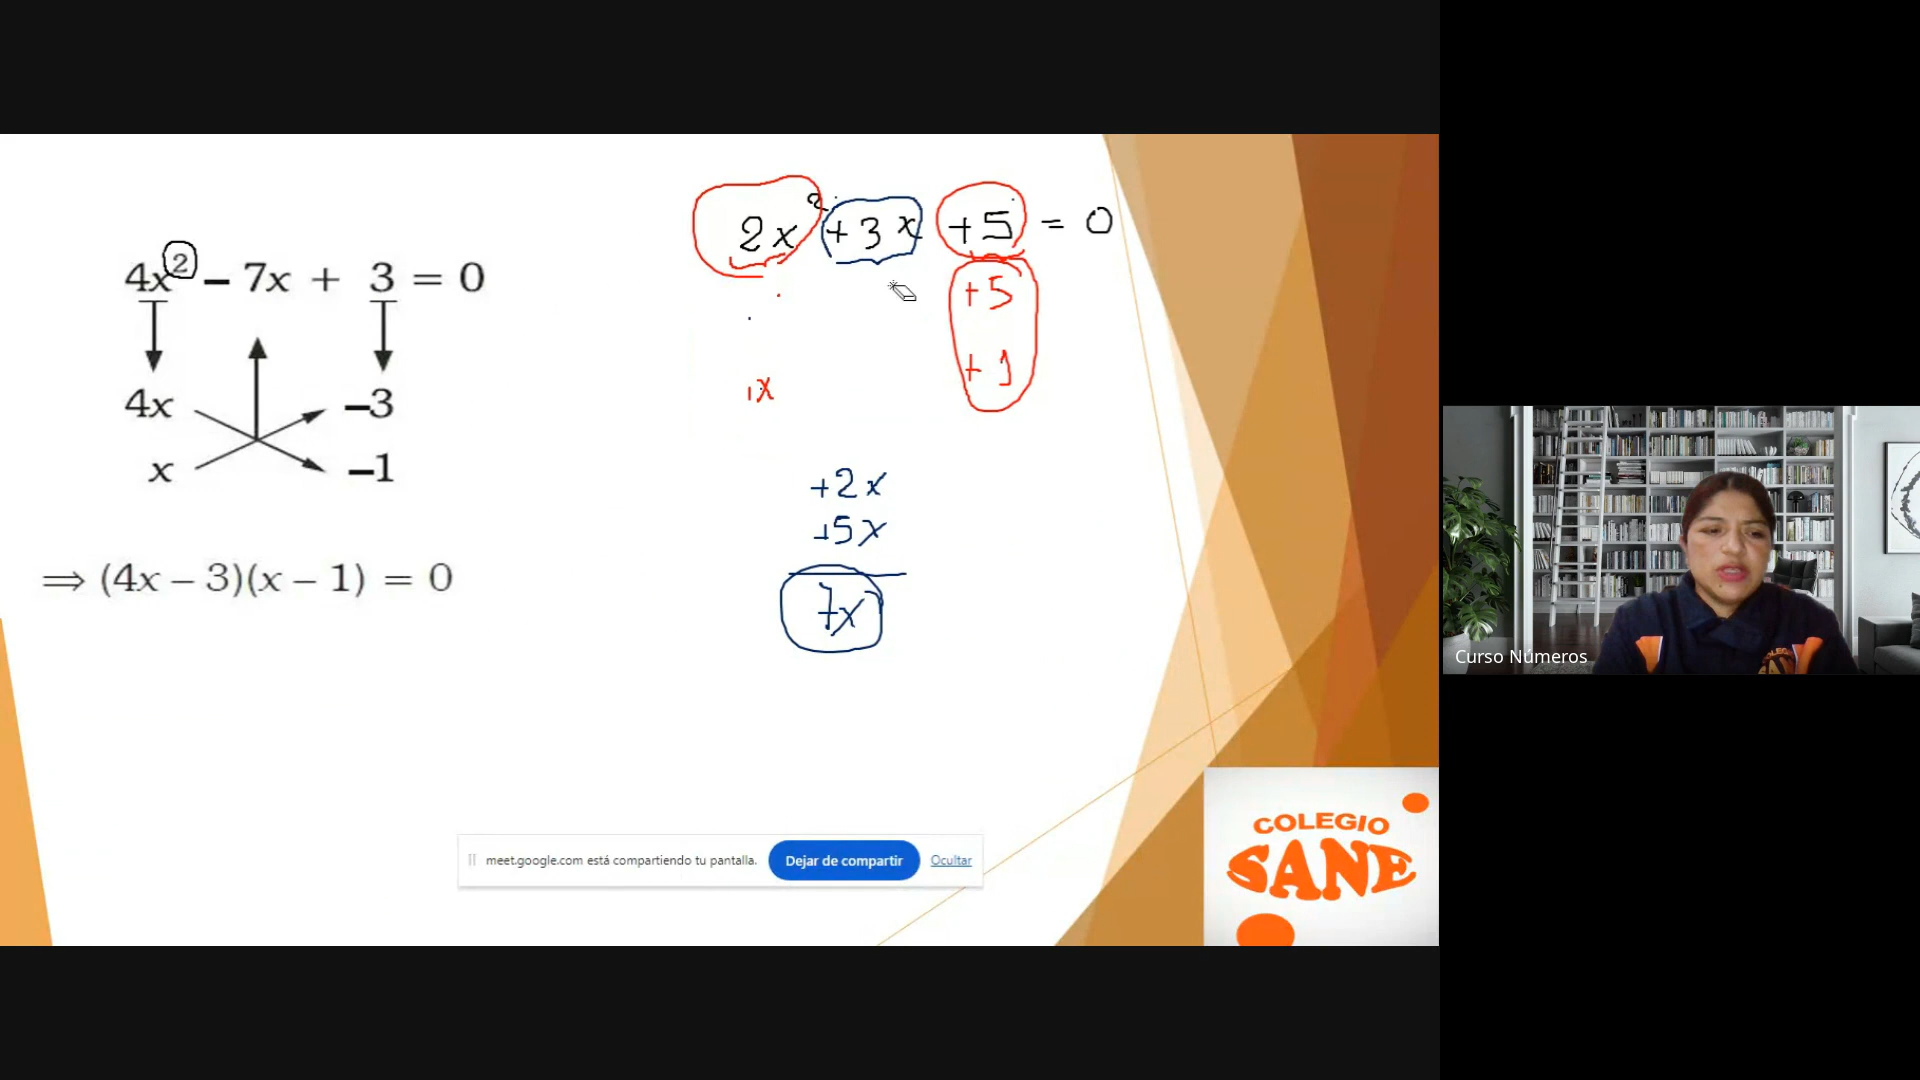 4x² − 7x + 3 = 0
4x −3
x −1
⟹ (4x − 3)(x − 1) = 0
2x² +3x +5 = 0
+5
+1
1x
+2x
+5x
7x
meet.google.com está compartiendo tu pantalla. Dejar de compartir Ocultar
COLEGIO
SANE
Curso Números